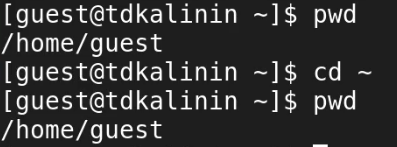 [guest@tdkalinin ~]$ pwd
/home/guest
[guest@tdkalinin ~]$ cd ~
[guest@tdkalinin ~]$ pwd
/home/guest